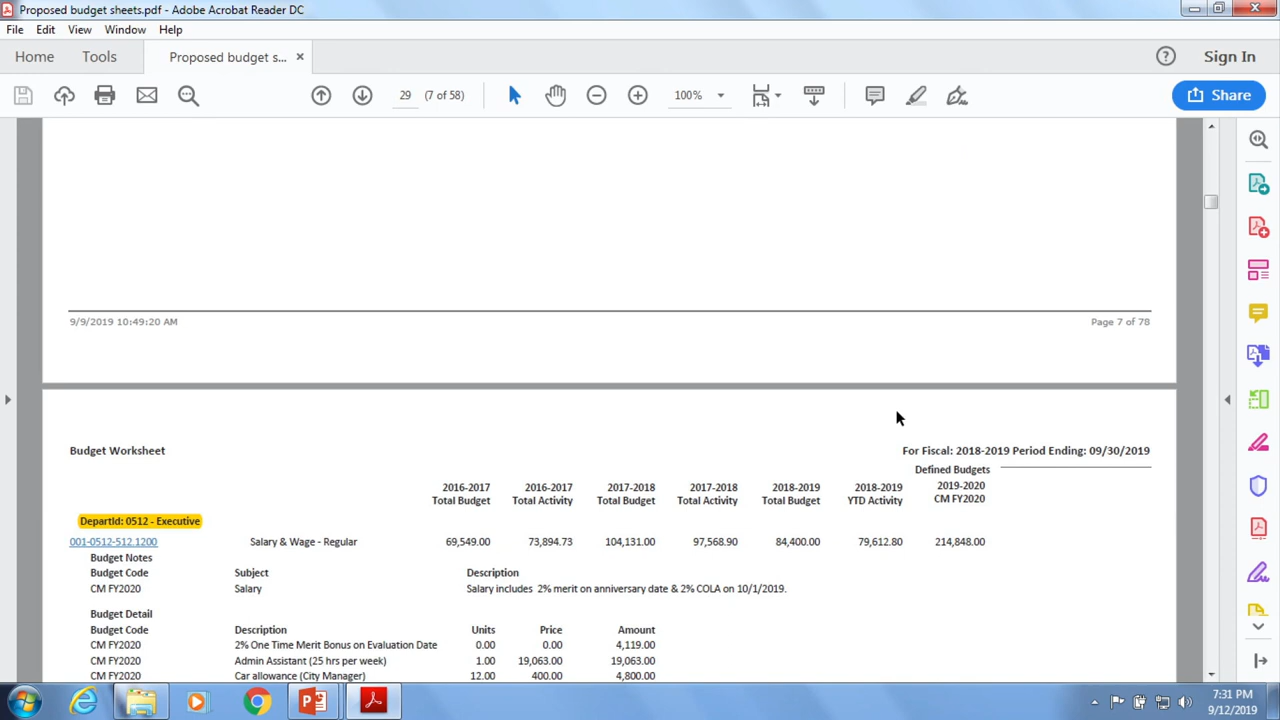 Proposed budget sheets.pdf - Adobe Acrobat Reader DC
File Edit View Window Help
Home Tools Proposed budget s... × Sign In
29 (7 of 58) 100% Share
9/9/2019 10:49:20 AM Page 7 of 78
Budget Worksheet For Fiscal: 2018-2019 Period Ending: 09/30/2019
Defined Budgets
2016-2017 2016-2017 2017-2018 2017-2018 2018-2019 2018-2019 2019-2020
Total Budget Total Activity Total Budget Total Activity Total Budget YTD Activity CM FY2020
DepartId: 0512 - Executive
001-0512-512.1200 Salary & Wage - Regular 69,549.00 73,894.73 104,131.00 97,568.90 84,400.00 79,612.80 214,848.00
Budget Notes
Budget Code Subject Description
CM FY2020 Salary Salary includes 2% merit on anniversary date & 2% COLA on 10/1/2019.
Budget Detail
Budget Code Description Units Price Amount
CM FY2020 2% One Time Merit Bonus on Evaluation Date 0.00 0.00 4,119.00
CM FY2020 Admin Assistant (25 hrs per week) 1.00 19,063.00 19,063.00
CM FY2020 Car allowance (City Manager) 12.00 400.00 4,800.00
7:31 PM
9/12/2019